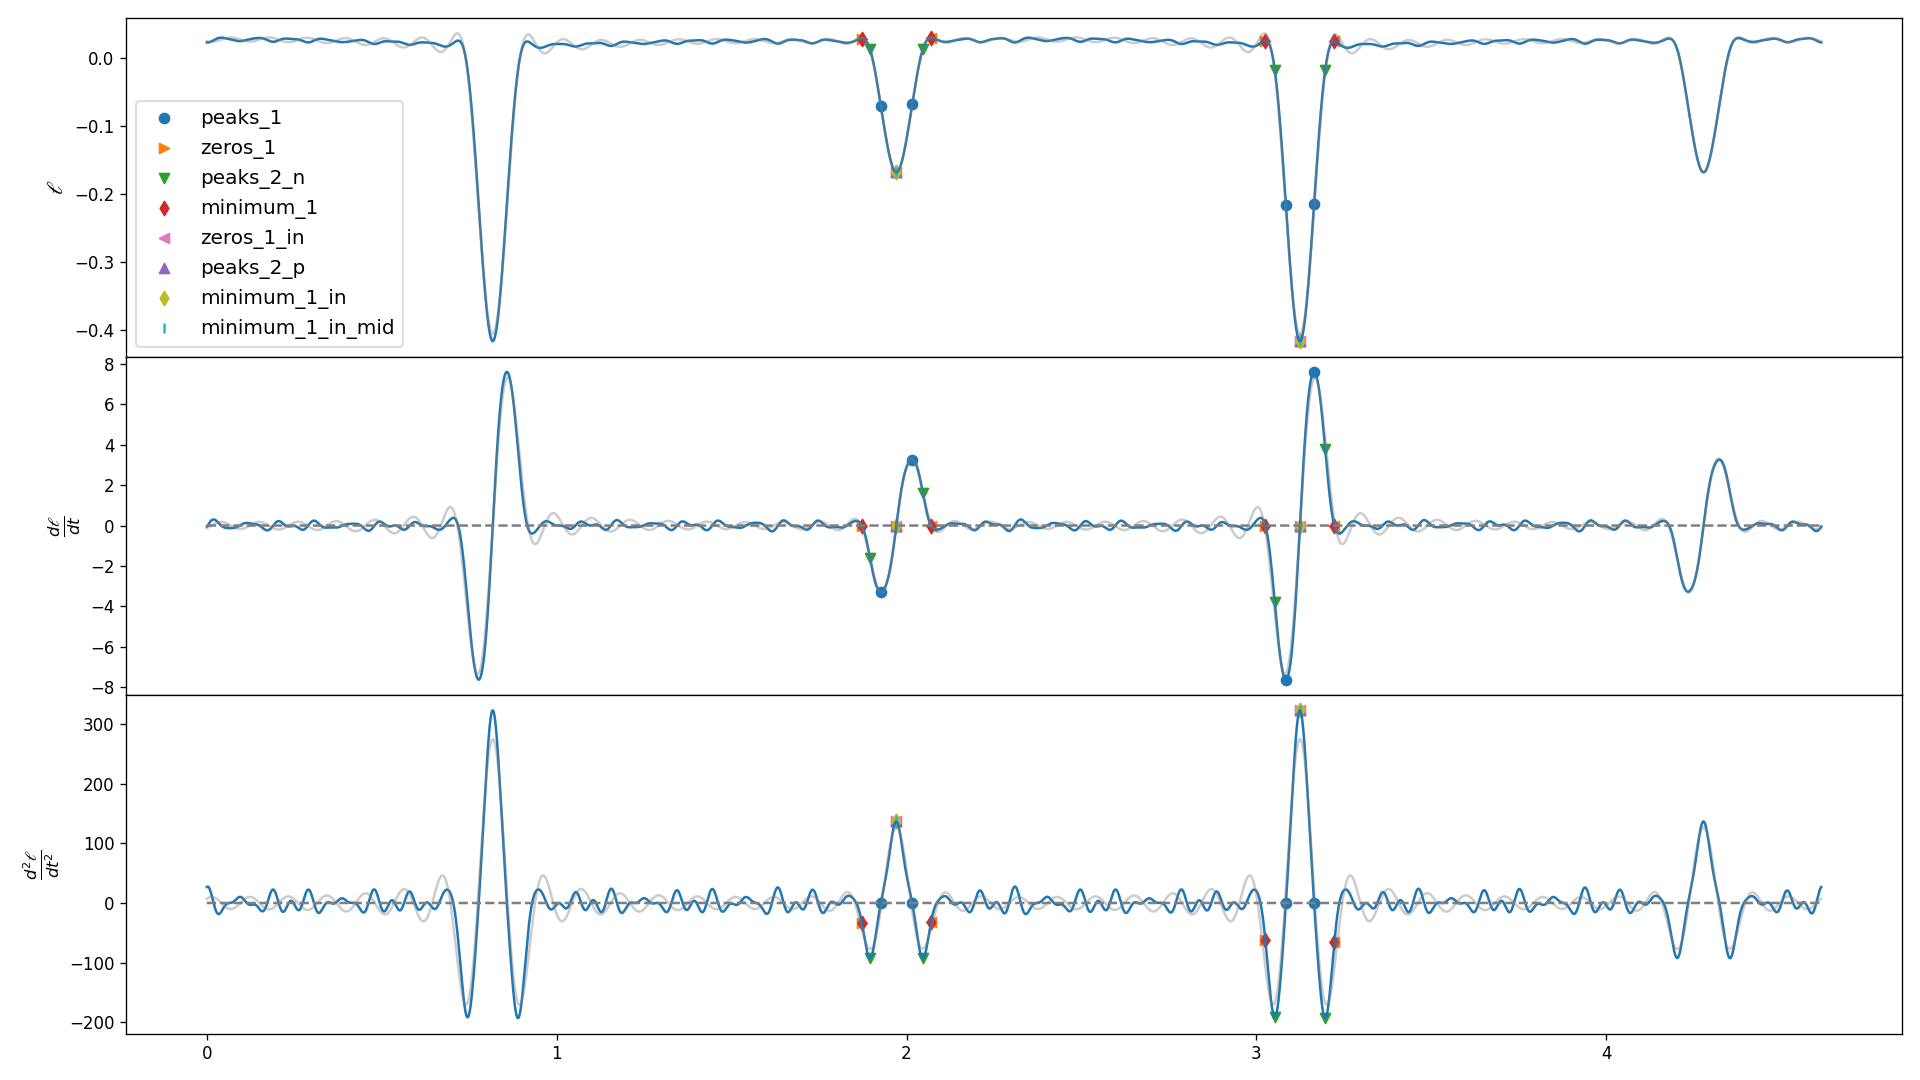 0.0
−0.1
−0.2
−0.3
−0.4
ℓ
peaks_1
zeros_1
peaks_2_n
minimum_1
zeros_1_in
peaks_2_p
minimum_1_in
minimum_1_in_mid
8
6
4
2
0
−2
−4
−6
−8
dℓ
dt
300
200
100
0
−100
−200
d²ℓ
dt²
0 1 2 3 4